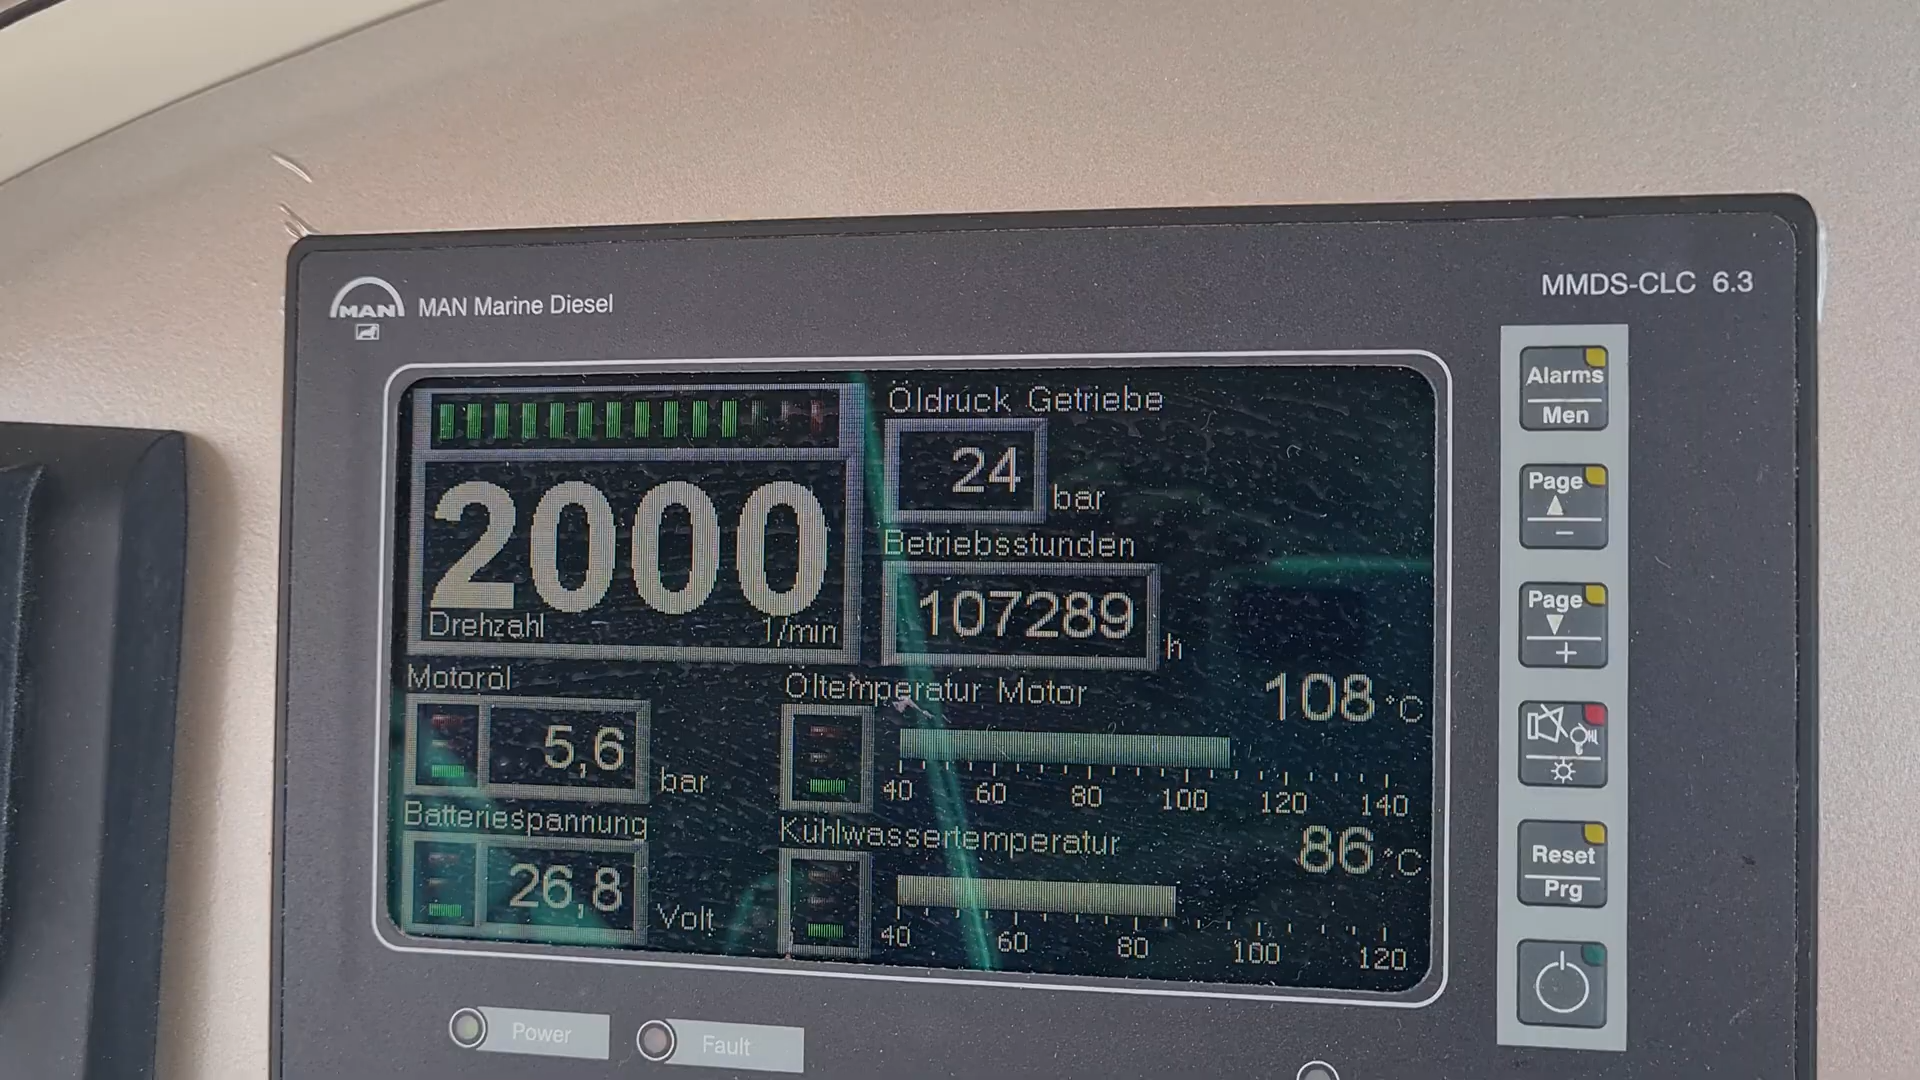 MAN MAN Marine Diesel
MMDS-CLC 6.3
2000
Drehzahl 1/min
Öldruck Getriebe
24 bar
Betriebsstunden
107289 h
Motoröl
5,6 bar
Batteriespannung
26,8 Volt
Öltemperatur Motor 108 °C
40 60 80 100 120 140
Kühlwassertemperatur 86 °C
40 60 80 100 120
Alarms
Men
Page
−
Page
+
Reset
Prg
Power
Fault